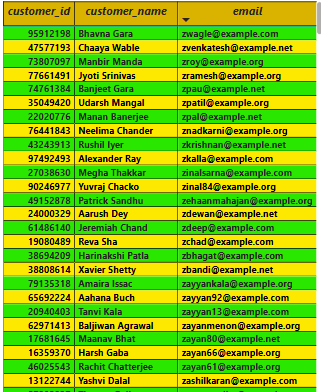 customer_id customer_name email
95912198 Bhavna Gara zwagle@example.com
47577193 Chaaya Wable zvenkatesh@example.net
73807097 Manbir Manda zroy@example.org
77661491 Jyoti Srinivas zramesh@example.org
74761384 Banjeet Gara zpau@example.net
35049420 Udarsh Mangal zpatil@example.org
22020776 Manan Banerjee zpal@example.net
76441843 Neelima Chander znadkarni@example.org
43243913 Rushil Iyer zkrishnan@example.net
97492493 Alexander Ray zkalla@example.com
27038630 Megha Thakkar zinalsarna@example.com
90246977 Yuvraj Chacko zinal84@example.org
49152878 Patrick Sandhu zehaanmahajan@example.org
24000329 Aarush Dey zdewan@example.net
61486140 Jeremiah Chand zdeep@example.com
19080489 Reva Sha zchad@example.com
38694209 Harinakshi Patla zbhagat@example.com
38808614 Xavier Shetty zbandi@example.net
79135318 Amaira Issac zayyankala@example.org
65692224 Aahana Buch zayyan92@example.com
20940403 Tanvi Kala zayyan13@example.com
62971413 Baljiwan Agrawal zayanmenon@example.org
17681645 Maanav Bhat zayan80@example.net
16359370 Harsh Gaba zayan66@example.org
46025543 Rachit Chatterjee zayan61@example.org
13122744 Yashvi Dalal zashilkaran@example.com